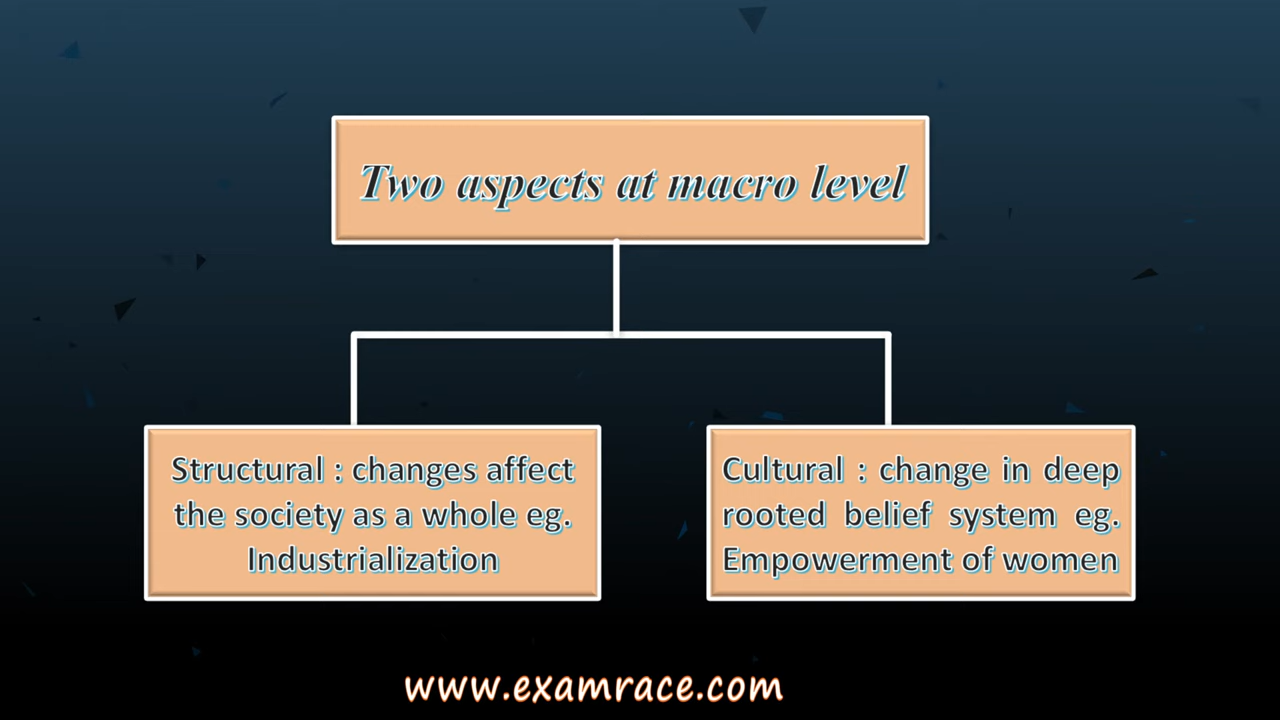 Two aspects at macro level
Structural : changes affect
the society as a whole eg.
Industrialization
Cultural : change in deep
rooted belief system eg.
Empowerment of women
www.examrace.com